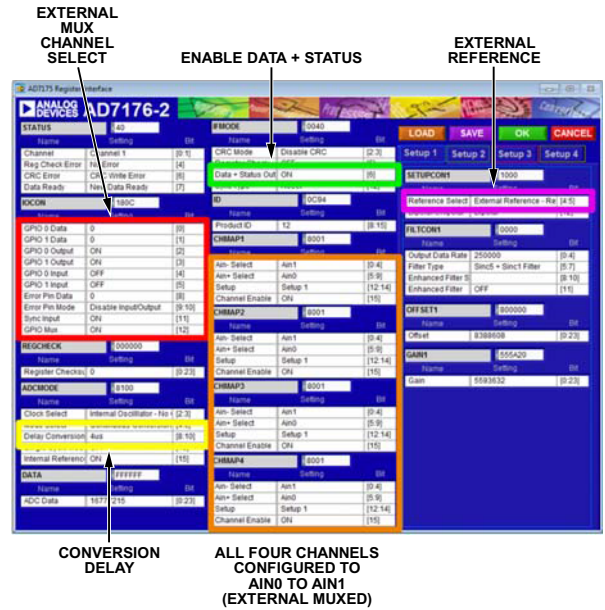 EXTERNAL
MUX
CHANNEL
SELECT
ENABLE DATA + STATUS
EXTERNAL
REFERENCE
AD7175 Register Interface
ANALOG
DEVICES
AD7176-2
STATUS 40
Name Setting Bit
Channel Channel 1 [0:1]
Reg Check Error No Error [4]
CRC Error CRC Write Error [6]
Data Ready New Data Ready [7]
IOCON 180C
GPIO 0 Data 0 [0]
GPIO 1 Data 0 [1]
GPIO 0 Output ON [2]
GPIO 1 Output ON [3]
GPIO 0 Input OFF [4]
GPIO 1 Input OFF [5]
Error Pin Data 0 [8]
Error Pin Mode Disable Input/Output [9:10]
Sync Input ON [11]
GPIO Mux ON [12]
REGCHECK 000000
Name Setting Bit
Register Checksu 0 [0:23]
ADCMODE 8100
Name Setting Bit
Clock Select Internal Oscillator - No [2:3]
Delay Conversion 4us [8:10]
Internal Referenc ON [15]
DATA FFFFFF
Name Setting Bit
ADC Data 16777215 [0:23]
IFMODE 0040
Name Setting Bit
CRC Mode Disable CRC [2:3]
Data + Status Out ON [6]
ID 0C94
Name Setting Bit
Product ID 12 [8:15]
CHMAP1 8001
Ain- Select Ain1 [0:4]
Ain+ Select Ain0 [5:9]
Setup Setup 1 [12:14]
Channel Enable ON [15]
CHMAP2 8001
Name Setting Bit
Ain- Select Ain1 [0:4]
Ain+ Select Ain0 [5:9]
Setup Setup 1 [12:14]
Channel Enable ON [15]
CHMAP3 8001
Name Setting Bit
Ain- Select Ain1 [0:4]
Ain+ Select Ain0 [5:9]
Setup Setup 1 [12:14]
Channel Enable ON [15]
CHMAP4 8001
Name Setting Bit
Ain- Select Ain1 [0:4]
Ain+ Select Ain0 [5:9]
Setup Setup 1 [12:14]
Channel Enable ON [15]
LOAD SAVE OK CANCEL
Setup 1 Setup 2 Setup 3 Setup 4
SETUPCON1 1000
Name Setting Bit
Reference Select External Reference - Re [4:5]
FILTCON1 0000
Name Setting Bit
Output Data Rate 250000 [0:4]
Filter Type Sinc5 + Sinc1 Filter [5:7]
Enhanced Filter S [8:10]
Enhanced Filter OFF [11]
OFFSET1 800000
Name Setting Bit
Offset 8388608 [0:23]
GAIN1 555A20
Name Setting Bit
Gain 5593632 [0:23]
CONVERSION
DELAY
ALL FOUR CHANNELS
CONFIGURED TO
AIN0 TO AIN1
(EXTERNAL MUXED)